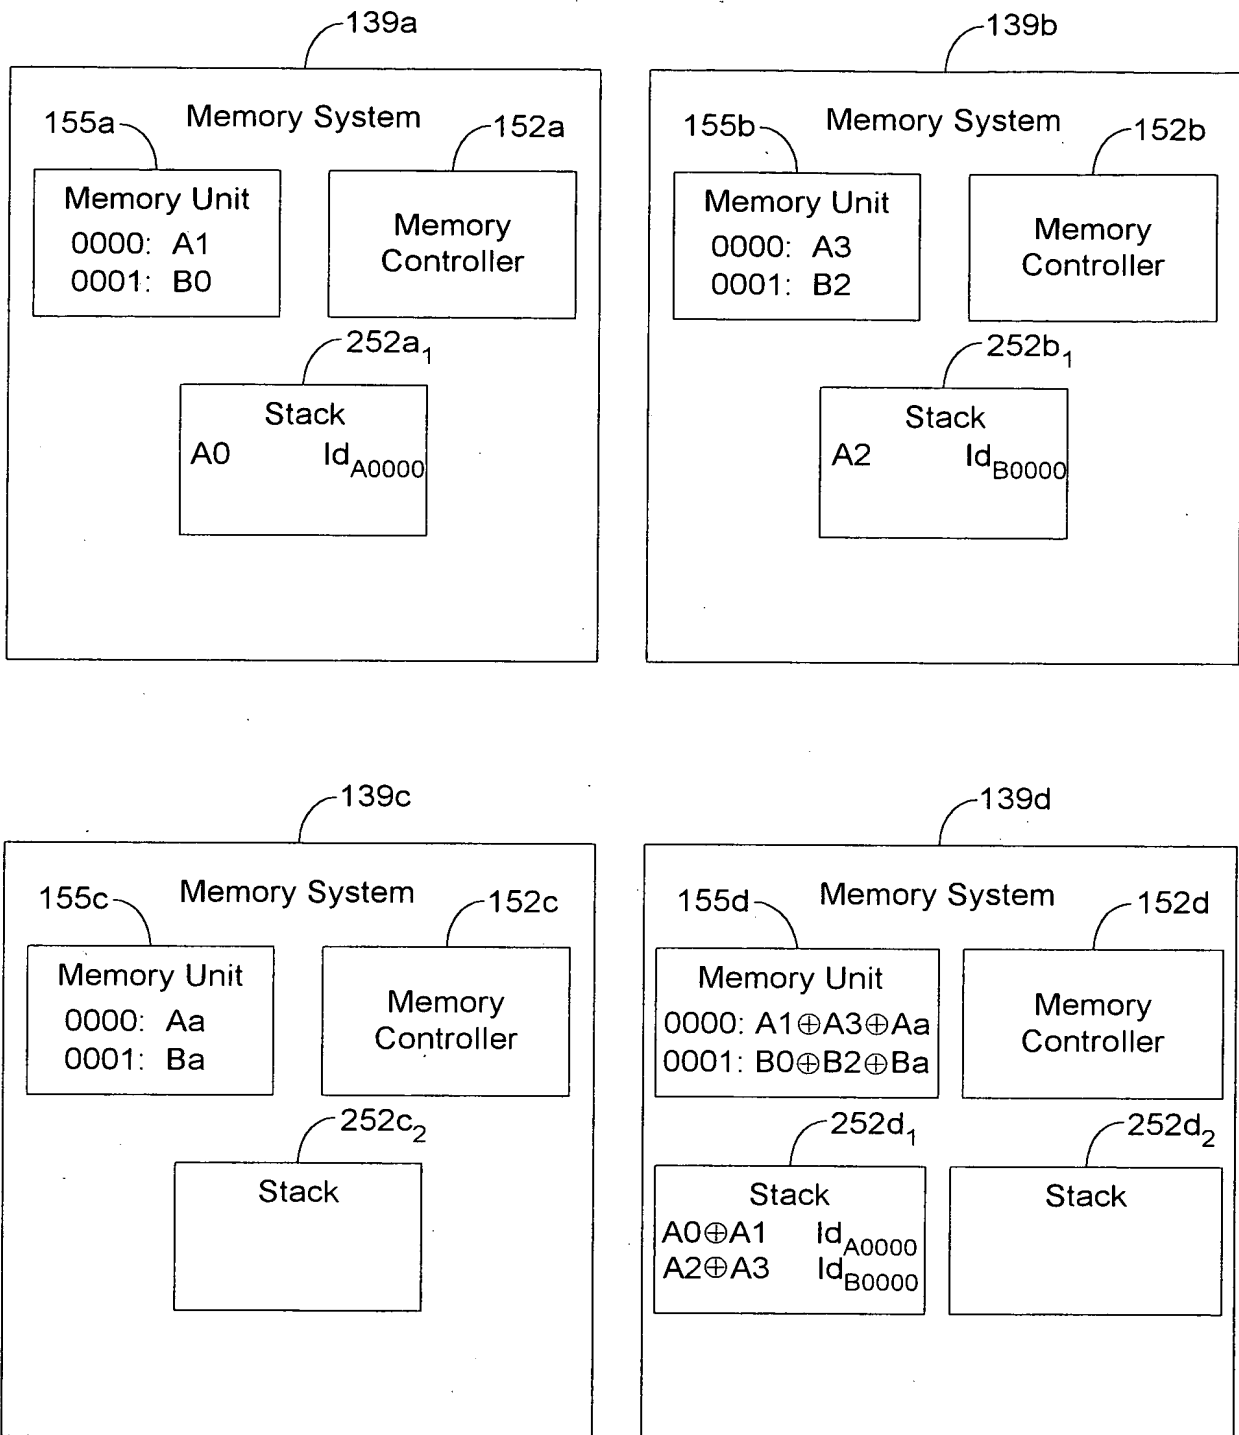 139a
139b
Memory System
155a
152a
Memory Unit
0000: A1
0001: B0
Memory
Controller
252a1
Stack
A0 IdA0000
Memory System
155b
152b
Memory Unit
0000: A3
0001: B2
Memory
Controller
252b1
Stack
A2 IdB0000
139c
139d
Memory System
155c
152c
Memory Unit
0000: Aa
0001: Ba
Memory
Controller
252c2
Stack
Memory System
155d
152d
Memory Unit
0000: A1⊕A3⊕Aa
0001: B0⊕B2⊕Ba
Memory
Controller
252d1
252d2
Stack
A0⊕A1 IdA0000
A2⊕A3 IdB0000
Stack